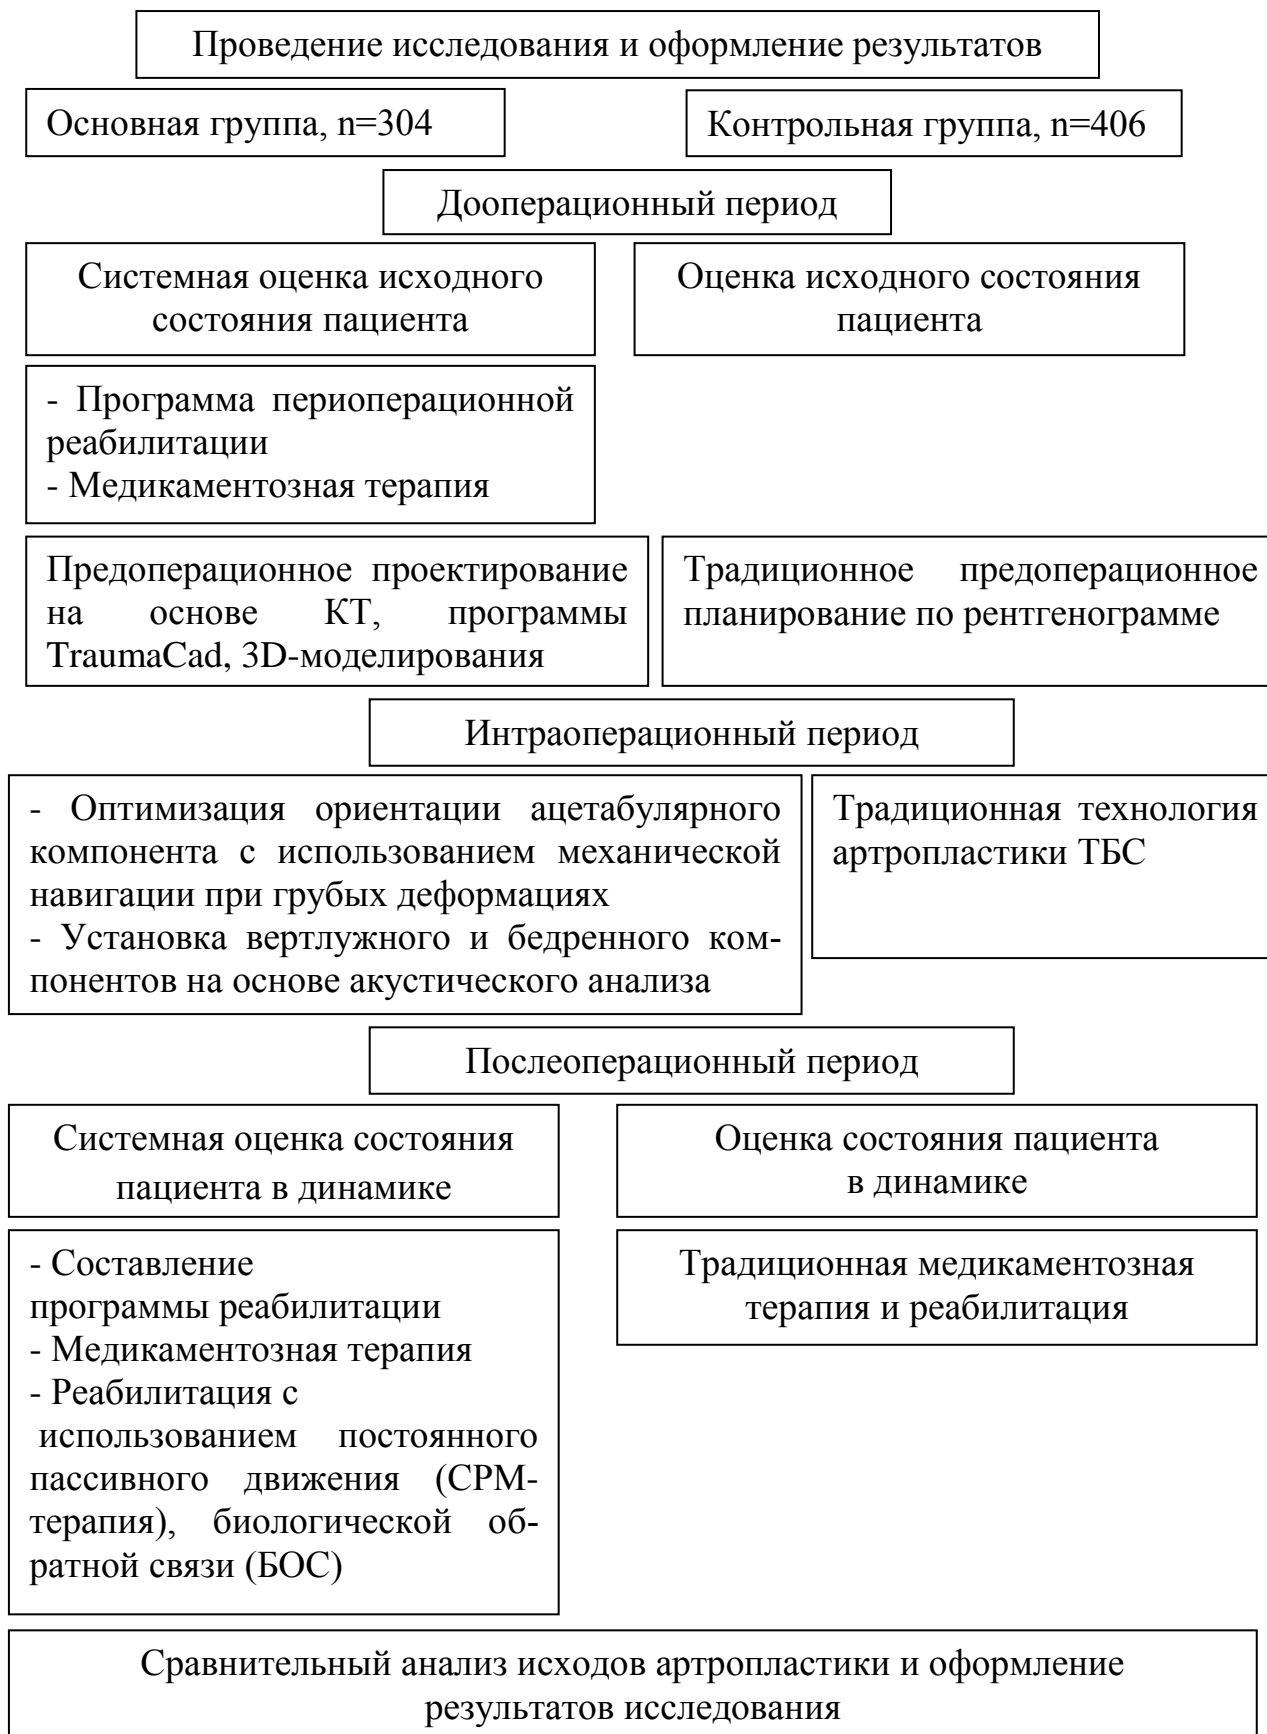 Проведение исследования и оформление результатов
Основная группа, n=304
Контрольная группа, n=406
Дооперационный период
Системная оценка исходного
состояния пациента
Оценка исходного состояния
пациента
- Программа периоперационной
реабилитации
- Медикаментозная терапия
Предоперационное проектирование
на основе КТ, программы
TraumaCad, 3D-моделирования
Традиционное предоперационное
планирование по рентгенограмме
Интраоперационный период
- Оптимизация ориентации ацетабулярного
компонента с использованием механической
навигации при грубых деформациях
- Установка вертлужного и бедренного ком-
понентов на основе акустического анализа
Традиционная технология
артропластики ТБС
Послеоперационный период
Системная оценка состояния
пациента в динамике
Оценка состояния пациента
в динамике
- Составление
программы реабилитации
- Медикаментозная терапия
- Реабилитация с
использованием постоянного
пассивного движения (СРМ-
терапия), биологической об-
ратной связи (БОС)
Традиционная медикаментозная
терапия и реабилитация
Сравнительный анализ исходов артропластики и оформление
результатов исследования